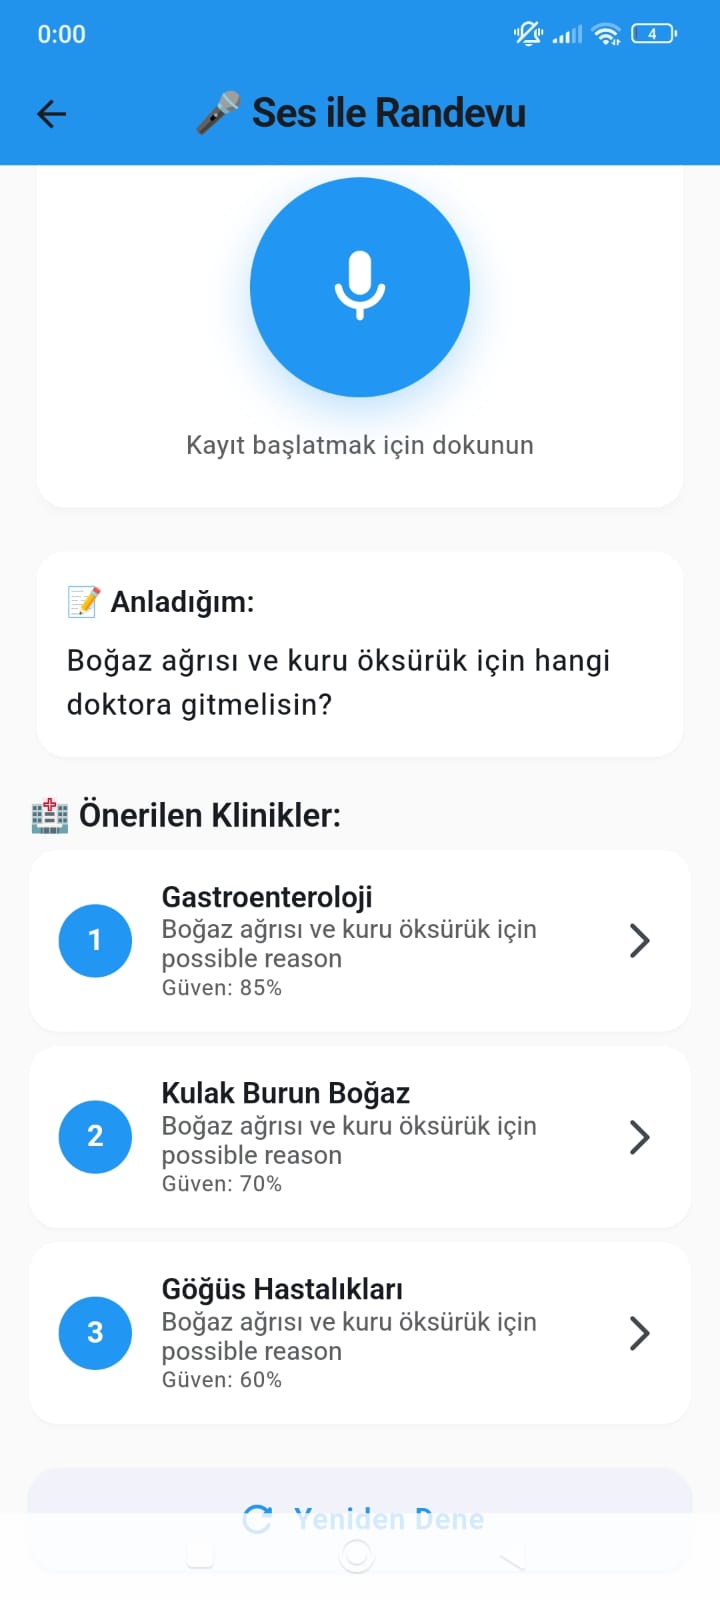 0:00
4
Ses ile Randevu
Kayıt başlatmak için dokunun
Anladığım:
Boğaz ağrısı ve kuru öksürük için hangi
doktora gitmelisin?
Önerilen Klinikler:
1
Gastroenteroloji
Boğaz ağrısı ve kuru öksürük için
possible reason
Güven: 85%
2
Kulak Burun Boğaz
Boğaz ağrısı ve kuru öksürük için
possible reason
Güven: 70%
3
Göğüs Hastalıkları
Boğaz ağrısı ve kuru öksürük için
possible reason
Güven: 60%
Yeniden Dene